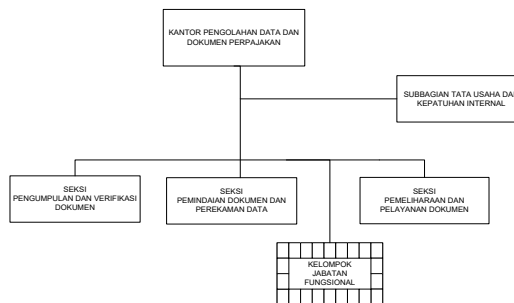 KANTOR PENGOLAHAN DATA DAN
DOKUMEN PERPAJAKAN
SUBBAGIAN TATA USAHA DAN
KEPATUHAN INTERNAL
SEKSI
PENGUMPULAN DAN VERIFIKASI
DOKUMEN
SEKSI
PEMINDAIAN DOKUMEN DAN
PEREKAMAN DATA
SEKSI
PEMELIHARAAN DAN
PELAYANAN DOKUMEN
KELOMPOK
JABATAN
FUNGSIONAL